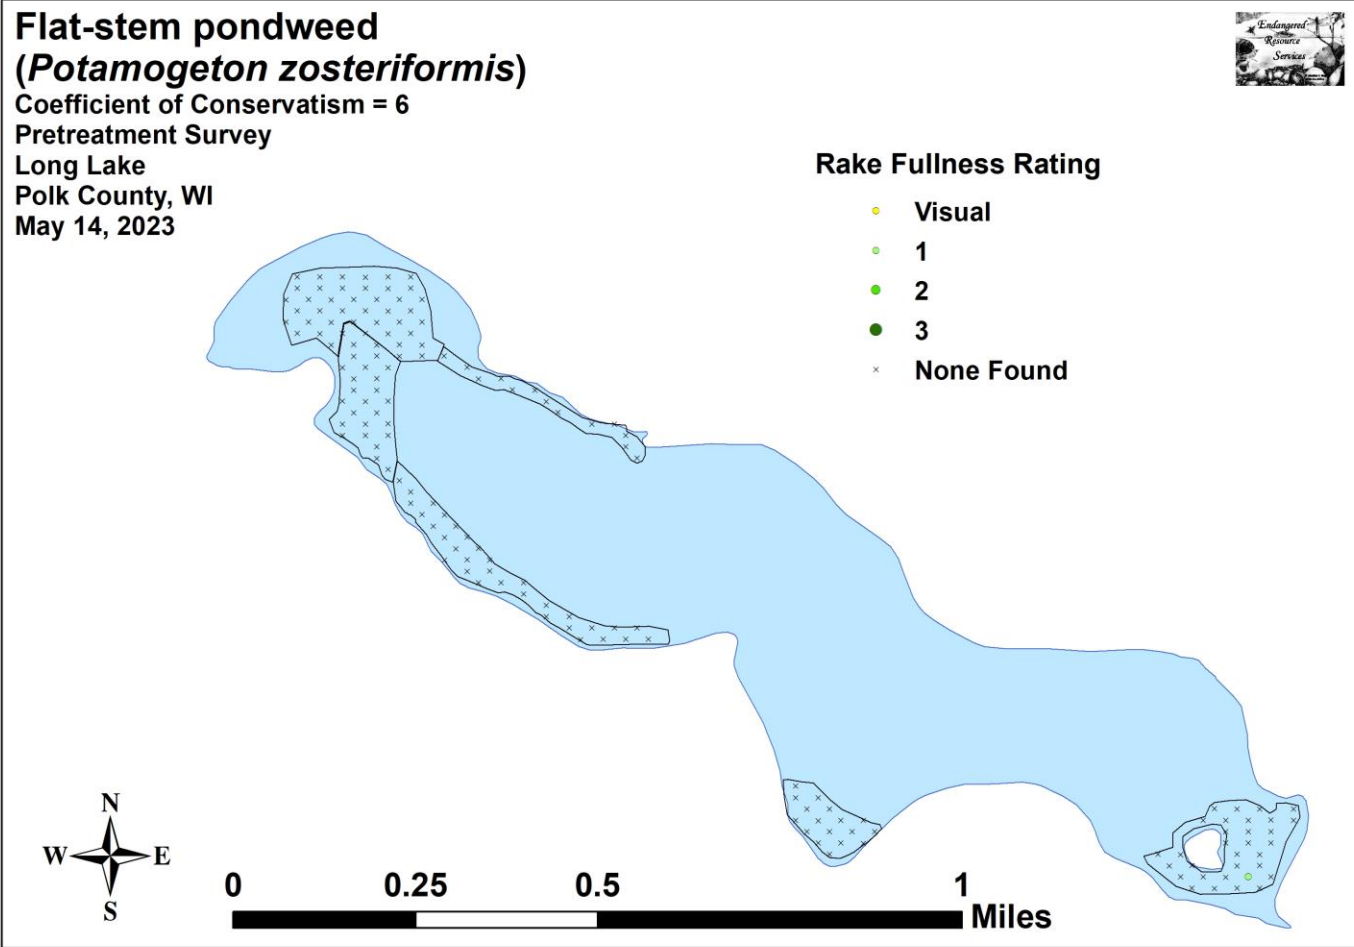 Flat-stem pondweed
(Potamogeton zosteriformis)
Coefficient of Conservatism = 6
Pretreatment Survey
Long Lake
Polk County, WI
May 14, 2023
Endangered
Resource
Services
Rake Fullness Rating
Visual
1
2
3
None Found
N
W E
S
0 0.25 0.5 1
Miles